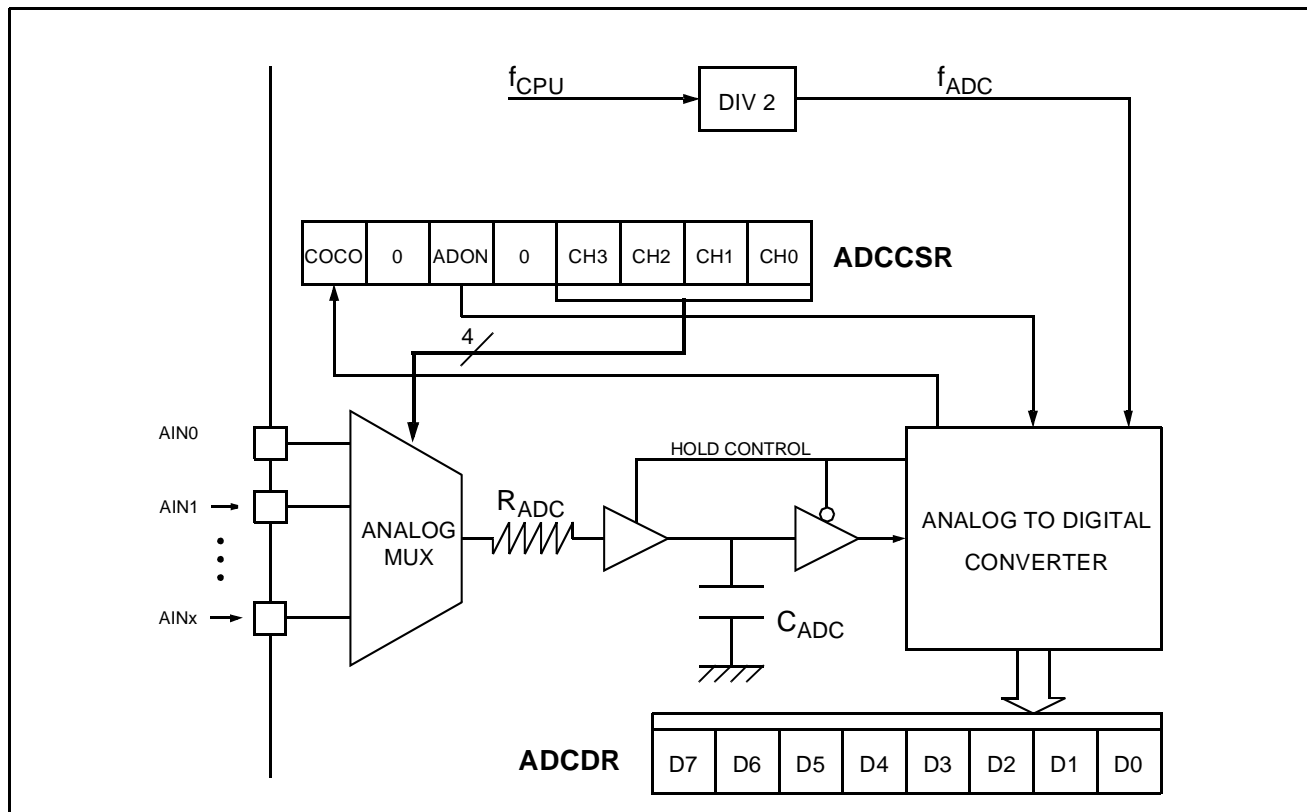 fCPU
DIV 2
fADC
COCO 0 ADON 0 CH3 CH2 CH1 CH0
ADCCSR
4
AIN0
HOLD CONTROL
AIN1
RADC
ANALOG
MUX
ANALOG TO DIGITAL
CONVERTER
AINx
CADC
ADCDR
D7 D6 D5 D4 D3 D2 D1 D0